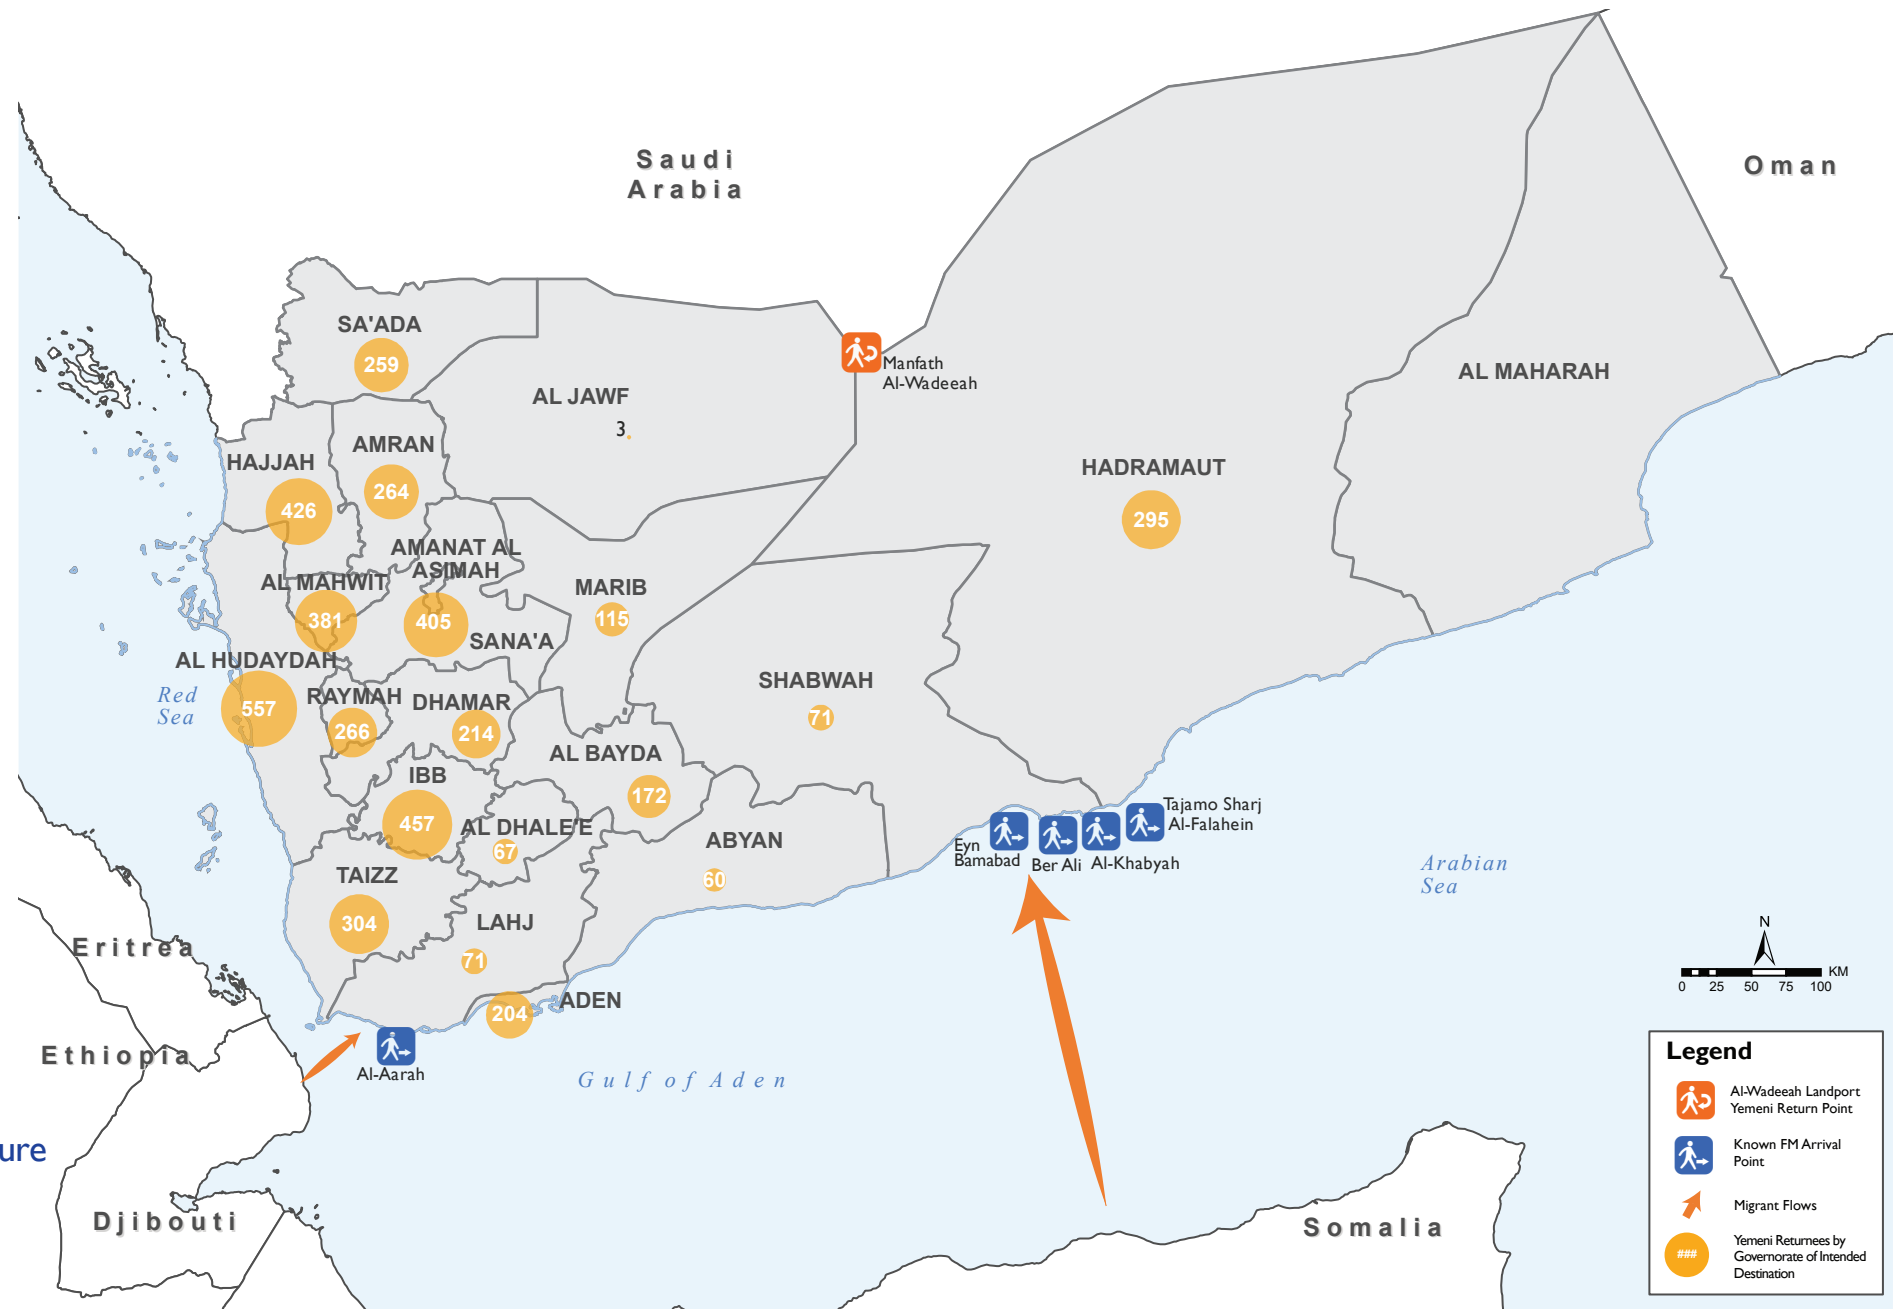 Saudi
Arabia
Oman
SA'ADA
259
Manfath
Al-Wadeeah
AL MAHARAH
AL JAWF
3
AMRAN
264
HAJJAH
426
HADRAMAUT
295
AMANAT AL
ASIMAH
405
AL MAHWIT
381
MARIB
115
SANA'A
AL HUDAYDAH
557
Red
Sea
RAYMAH
266
DHAMAR
214
SHABWAH
71
AL BAYDA
172
IBB
457
AL DHALE'E
67
ABYAN
60
Eyn
Bamabad
Ber Ali
Al-Khabyah
Tajamo Sharj
Al-Falahein
Arabian
Sea
TAIZZ
304
LAHJ
71
ADEN
204
Eritrea
Ethiopia
Al-Aarah
Gulf of Aden
N
KM
0 25 50 75 100
ure
Djibouti
Somalia
Legend
Al-Wadeeah Landport
Yemeni Return Point
Known FM Arrival
Point
Migrant Flows
###
Yemeni Returnees by
Governorate of Intended
Destination